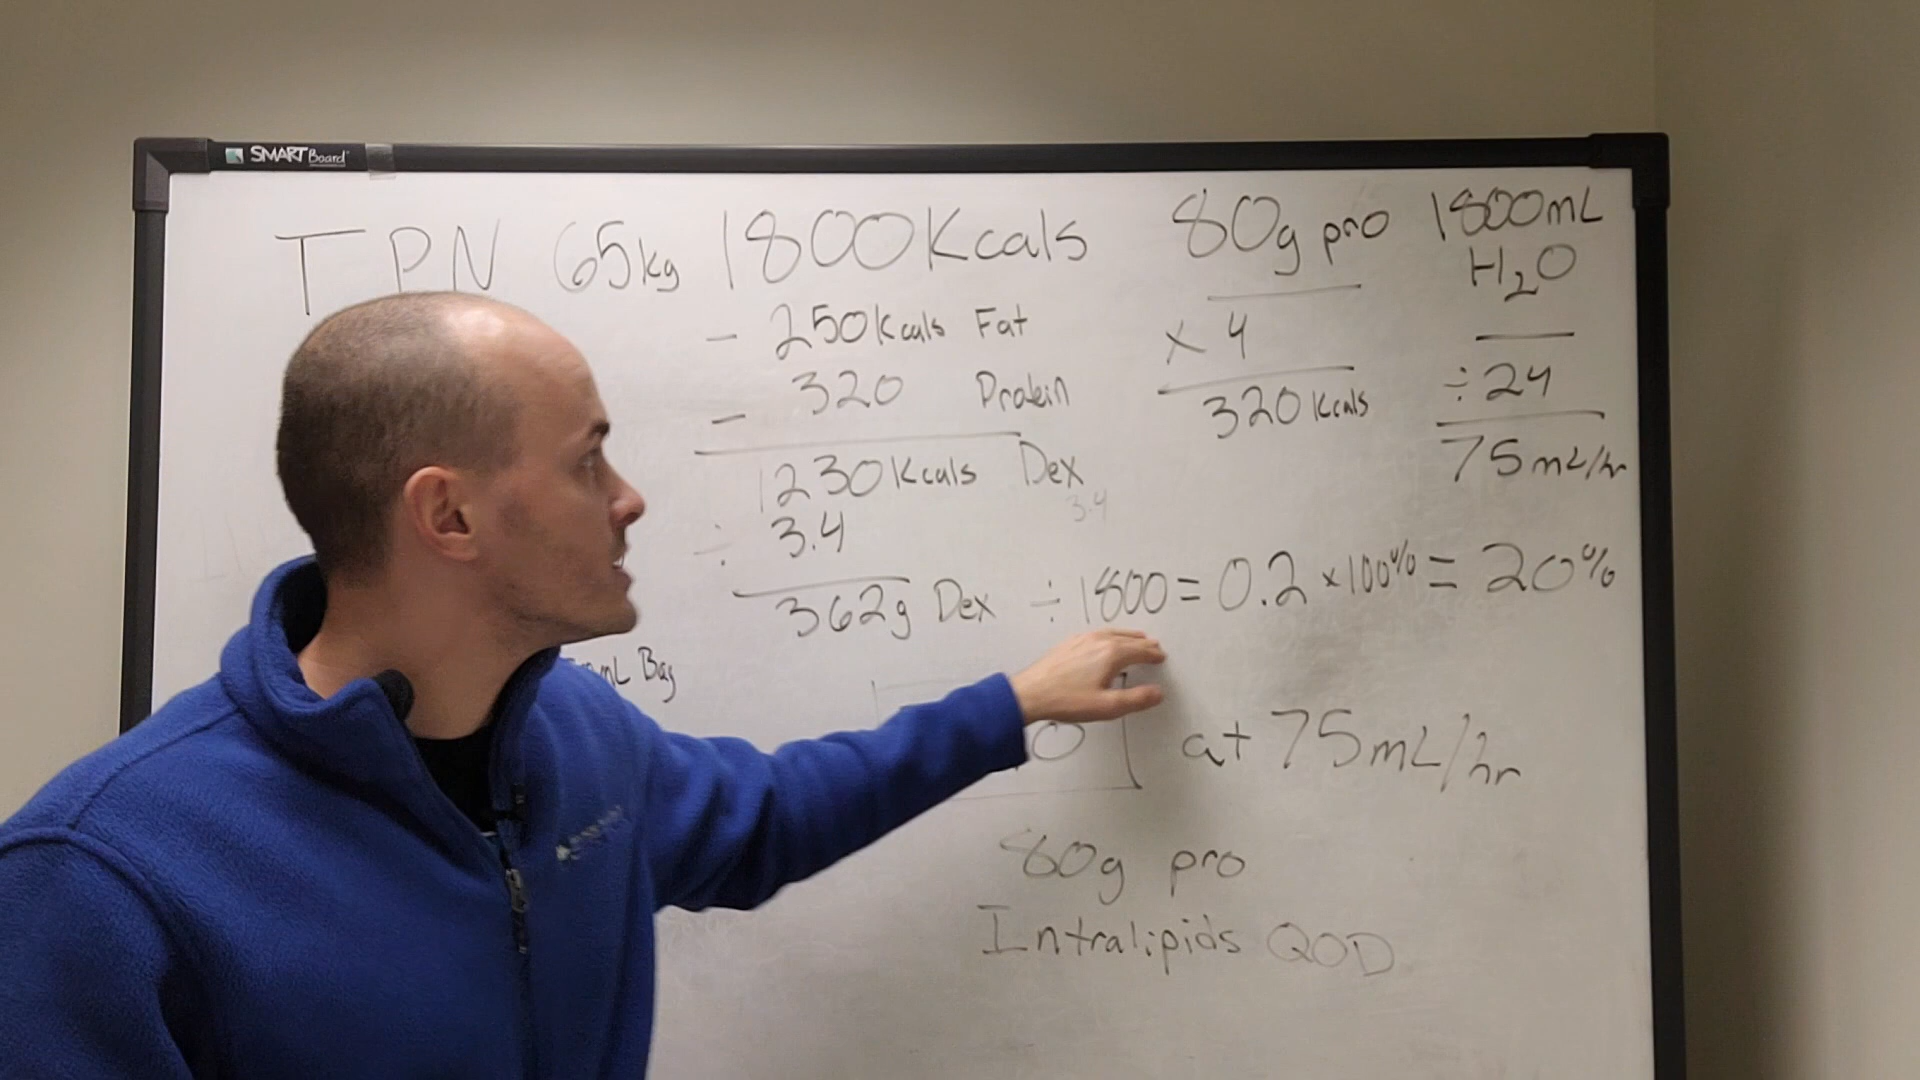 SMART Board
TPN 65kg 1800Kcals 80g pro 1800mL H₂O
- 250Kcals Fat
- 320 Protein
1230Kcals Dex
3.4
÷ 3.4
362g Dex ÷ 1800 = 0.2 x 100% = 20%
x 4
320 Kcals
÷ 24
75mL/hr
mL Bag
at 75mL/hr
80g pro
Intralipids QOD